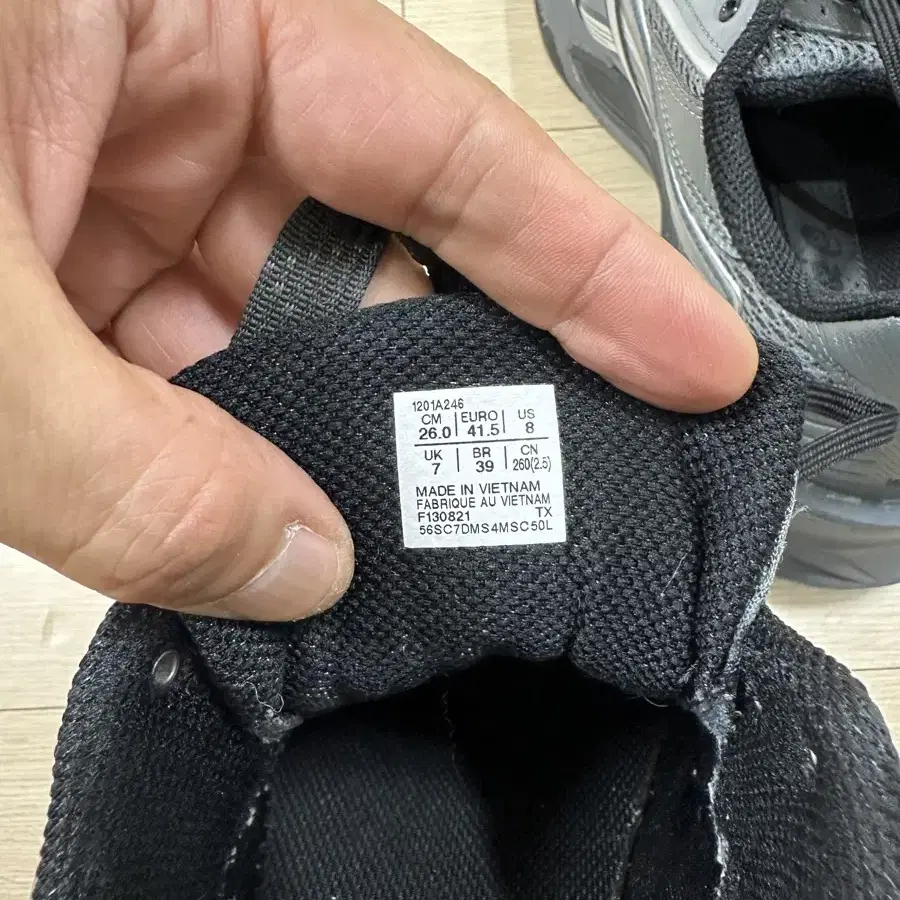 1201A246
CM | EURO | US
26.0 | 41.5 | 8
UK | BR | CN
7 | 39 | 260(2.5)
MADE IN VIETNAM
FABRIQUE AU VIETNAM
F130821 TX
56SC7DMS4MSC50L